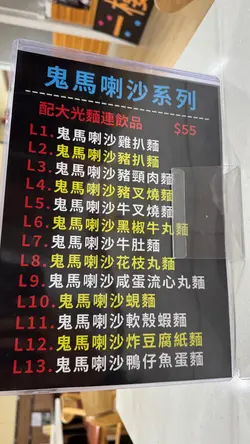 鬼馬喇沙系列
配大光麵連飲品 $55
L1.鬼馬喇沙雞扒麵
L2.鬼馬喇沙豬扒麵
L3.鬼馬喇沙豬頸肉麵
L4.鬼馬喇沙豬叉燒麵
L5.鬼馬喇沙牛叉燒麵
L6.鬼馬喇沙黑椒牛丸麵
L7.鬼馬喇沙牛肚麵
L8.鬼馬喇沙花枝丸麵
L9.鬼馬喇沙咸蛋流心丸麵
L10.鬼馬喇沙蜆麵
L11.鬼馬喇沙軟殼蝦麵
L12.鬼馬喇沙炸豆腐紙麵
L13.鬼馬喇沙鴨仔魚蛋麵